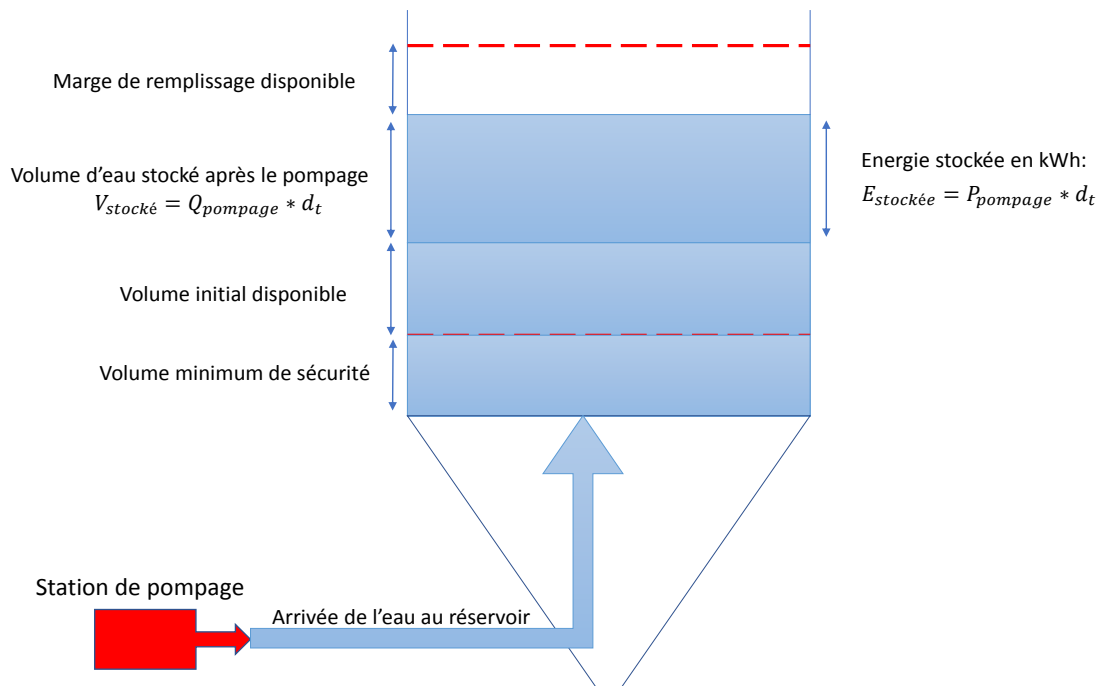 Marge de remplissage disponible
Volume d’eau stocké après le pompage
V_stocké = Q_pompage * d_t
Energie stockée en kWh:
E_stockée = P_pompage * d_t
Volume initial disponible
Volume minimum de sécurité
Station de pompage
Arrivée de l’eau au réservoir